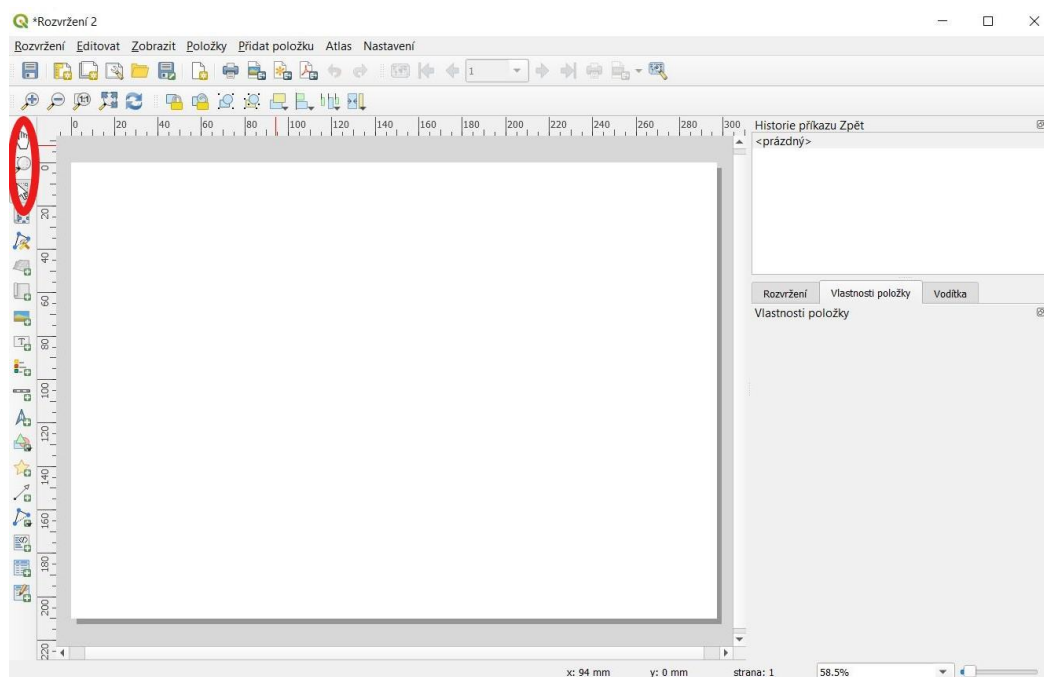 *Rozvržení 2
Rozvržení Editovat Zobrazit Položky Přidat položku Atlas Nastavení
1
0 20 40 60 80 100 120 140 160 180 200 220 240 260 280 300
Historie příkazu Zpět
<prázdný>
0
20
40
60
80
100
120
140
160
180
200
220
Rozvržení Vlastnosti položky Vodítka
Vlastnosti položky
x: 94 mm y: 0 mm strana: 1 58.5%